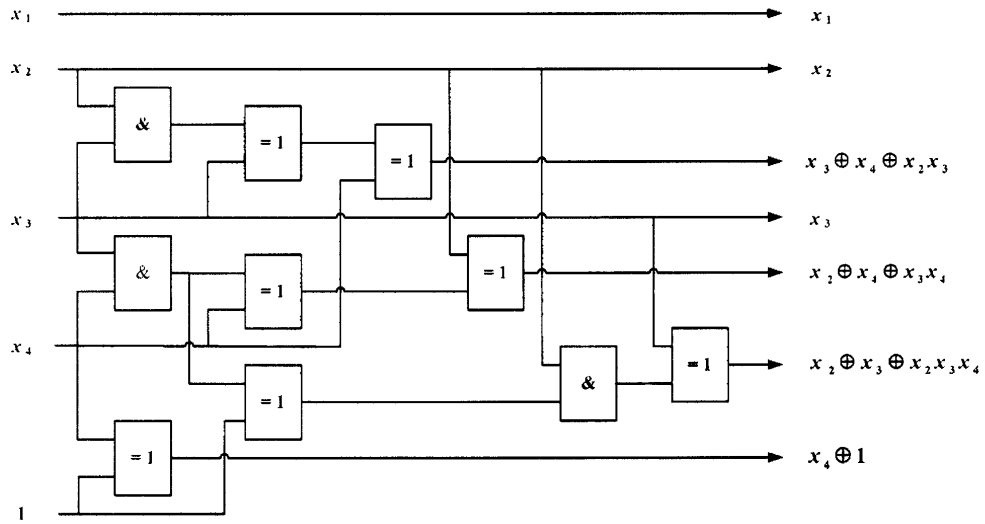 x₁ x₁
x₂ x₂
&
= 1
= 1
x₃ ⊕ x₄ ⊕ x₂x₃
x₃ x₃
&
= 1
= 1
x₂ ⊕ x₄ ⊕ x₃x₄
x₄
= 1
&
= 1
x₂ ⊕ x₃ ⊕ x₂x₃x₄
= 1
x₄ ⊕ 1
1